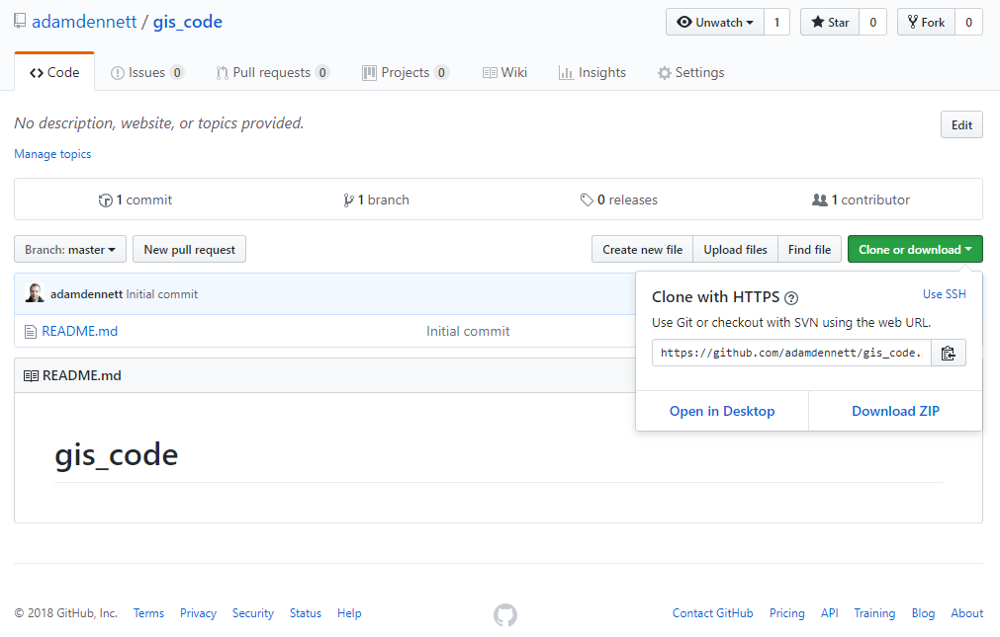 adamdennett / gis_code
Unwatch 1 Star 0 Fork 0
Code Issues 0 Pull requests 0 Projects 0 Wiki Insights Settings
No description, website, or topics provided.
Edit
Manage topics
1 commit 1 branch 0 releases 1 contributor
Branch: master New pull request Create new file Upload files Find file Clone or download
adamdennett Initial commit
README.md Initial commit
Clone with HTTPS ? Use SSH
Use Git or checkout with SVN using the web URL.
https://github.com/adamdennett/gis_code.
Open in Desktop Download ZIP
README.md
gis_code
© 2018 GitHub, Inc. Terms Privacy Security Status Help Contact GitHub Pricing API Training Blog About